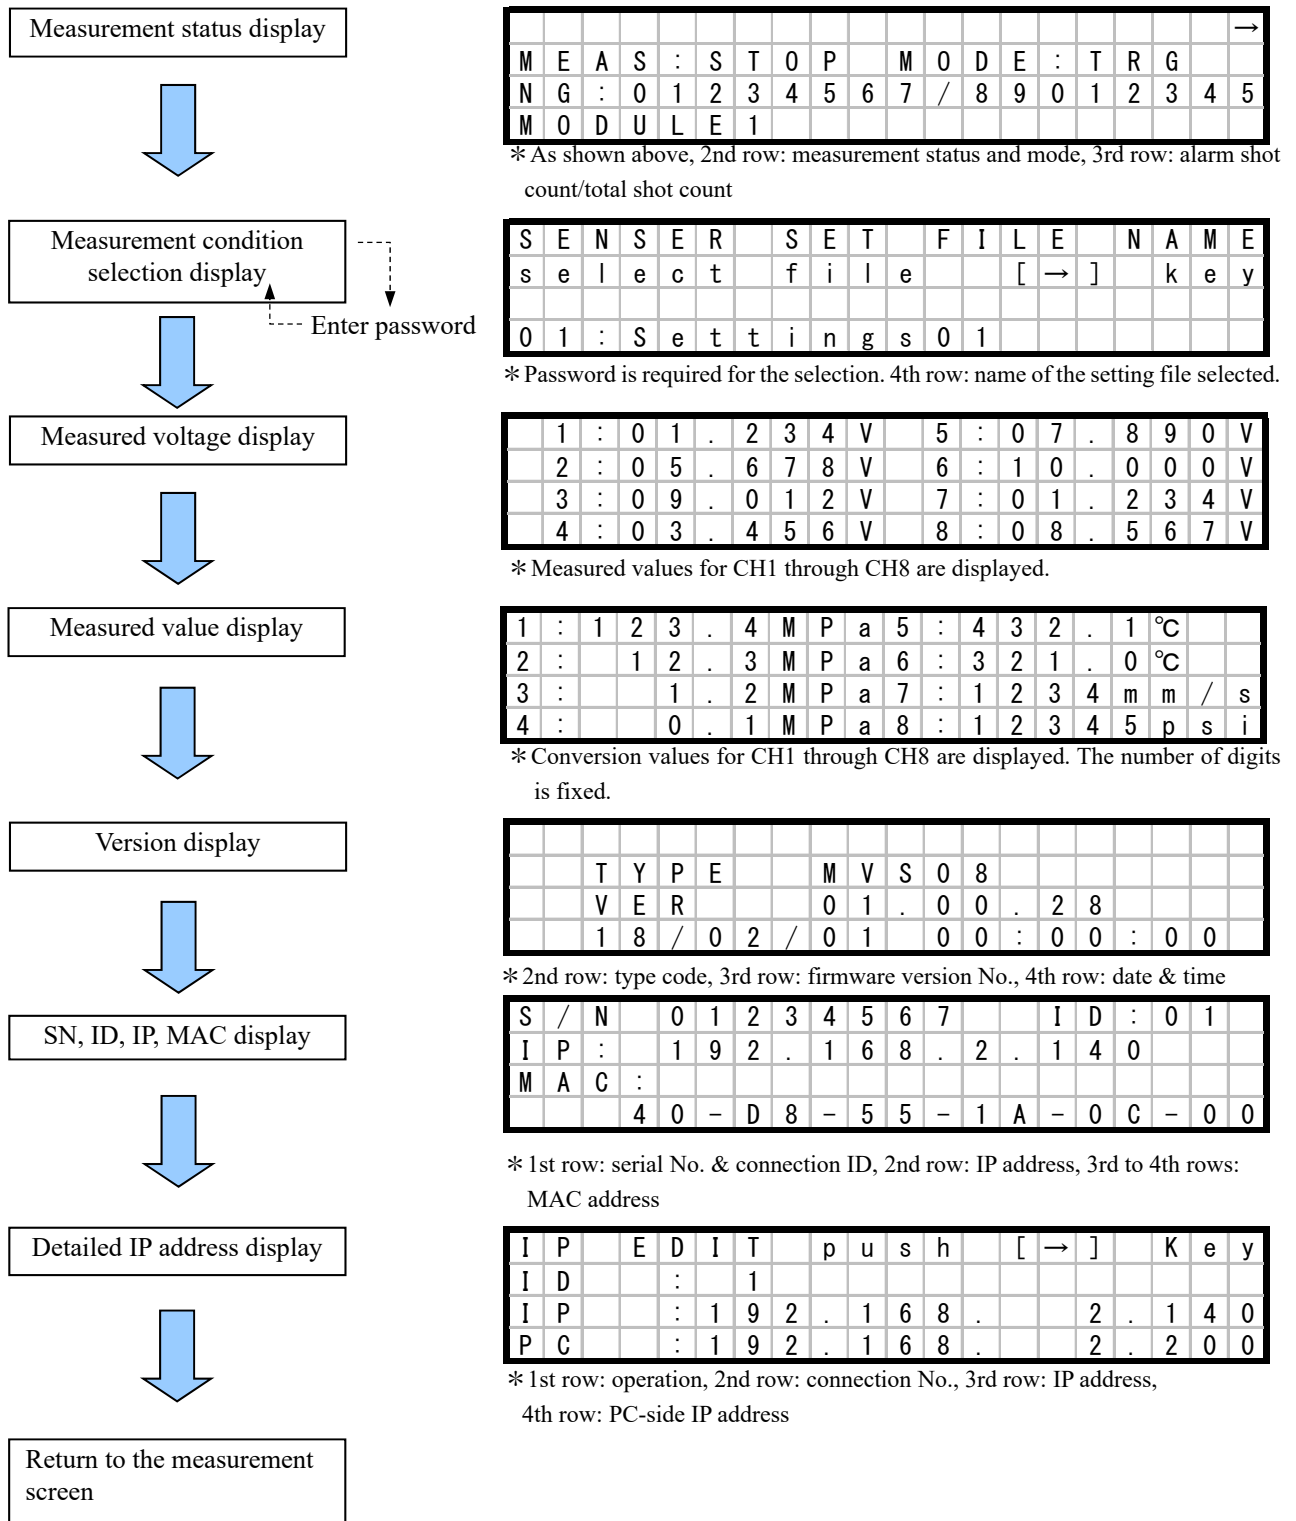 Measurement status display
→
MEAS:STOP MODE:TRG
NG:01234567/89012345
MODULE1
＊As shown above, 2nd row: measurement status and mode, 3rd row: alarm shot
count/total shot count
Measurement condition
selection display
Enter password
SENSER SET FILE NAME
select file [→] key
01:Settings01
＊Password is required for the selection. 4th row: name of the setting file selected.
Measured voltage display
1:01.234V 5:07.890V
2:05.678V 6:10.000V
3:09.012V 7:01.234V
4:03.456V 8:08.567V
＊Measured values for CH1 through CH8 are displayed.
Measured value display
1:123.4MPa5:432.1℃
2: 12.3MPa6:321.0℃
3:  1.2MPa7:1234mm/s
4:  0.1MPa8:12345psi
＊Conversion values for CH1 through CH8 are displayed. The number of digits
is fixed.
Version display
TYPE  MVS08
VER   01.00.28
18/02/01 00:00:00
＊2nd row: type code, 3rd row: firmware version No., 4th row: date & time
SN, ID, IP, MAC display
S/N 01234567  ID:01
IP: 192.168.2.140
MAC:
40-D8-55-1A-0C-00
＊1st row: serial No. & connection ID, 2nd row: IP address, 3rd to 4th rows:
MAC address
Detailed IP address display
IP EDIT push [→] Key
ID  : 1
IP  :192.168.  2.140
PC  :192.168.  2.200
＊1st row: operation, 2nd row: connection No., 3rd row: IP address,
4th row: PC-side IP address
Return to the measurement
screen